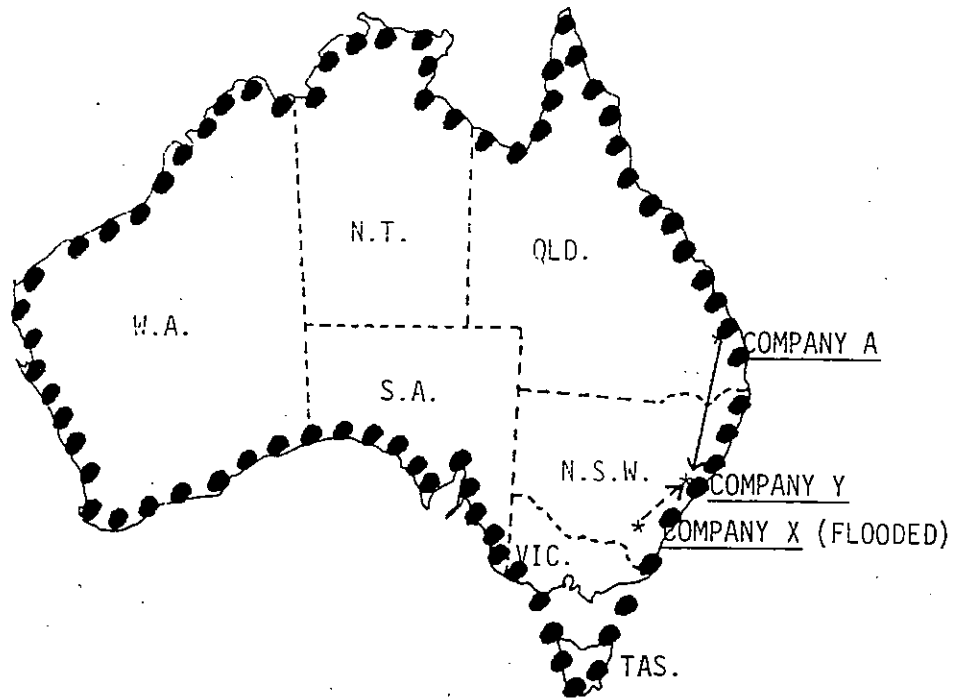 N.T.
QLD.
W.A.
COMPANY A
S.A.
N.S.W.
COMPANY Y
COMPANY X (FLOODED)
VIC.
TAS.